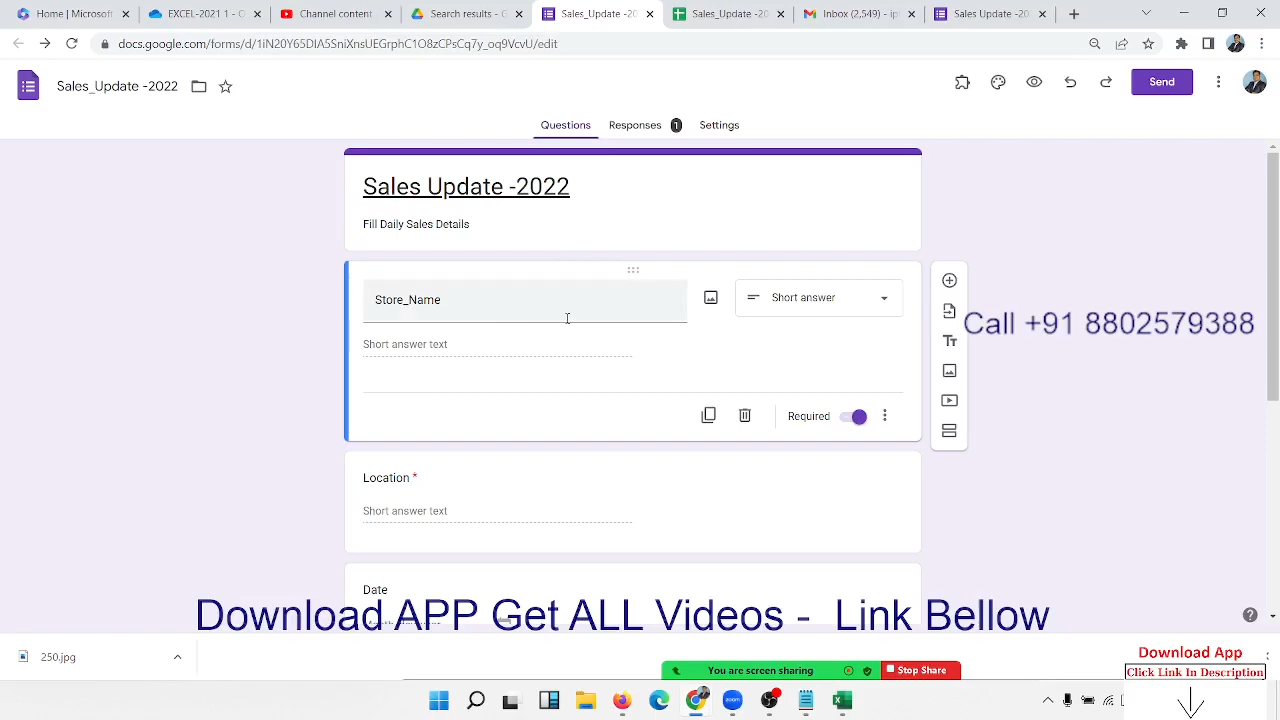 Home | Microsoft
EXCEL-2021 1 - G
Channel content
Search results - G
Sales_Update -20
Sales_Update -20
Inbox (2,549) - ip
Sales_Update -20
docs.google.com/forms/d/1iN20Y65DIA5SniXnsUEGrphC1O8zCPsCq7y_oq9VcvU/edit
Sales_Update -2022
Send
Questions
Responses
1
Settings
Sales Update -2022
Fill Daily Sales Details
Store_Name
Short answer
Short answer text
Call +91 8802579388
Required
Location *
Short answer text
Date
Download APP Get ALL Videos - Link Bellow
250.jpg
You are screen sharing
Stop Share
Download App
Click Link In Description
zoom